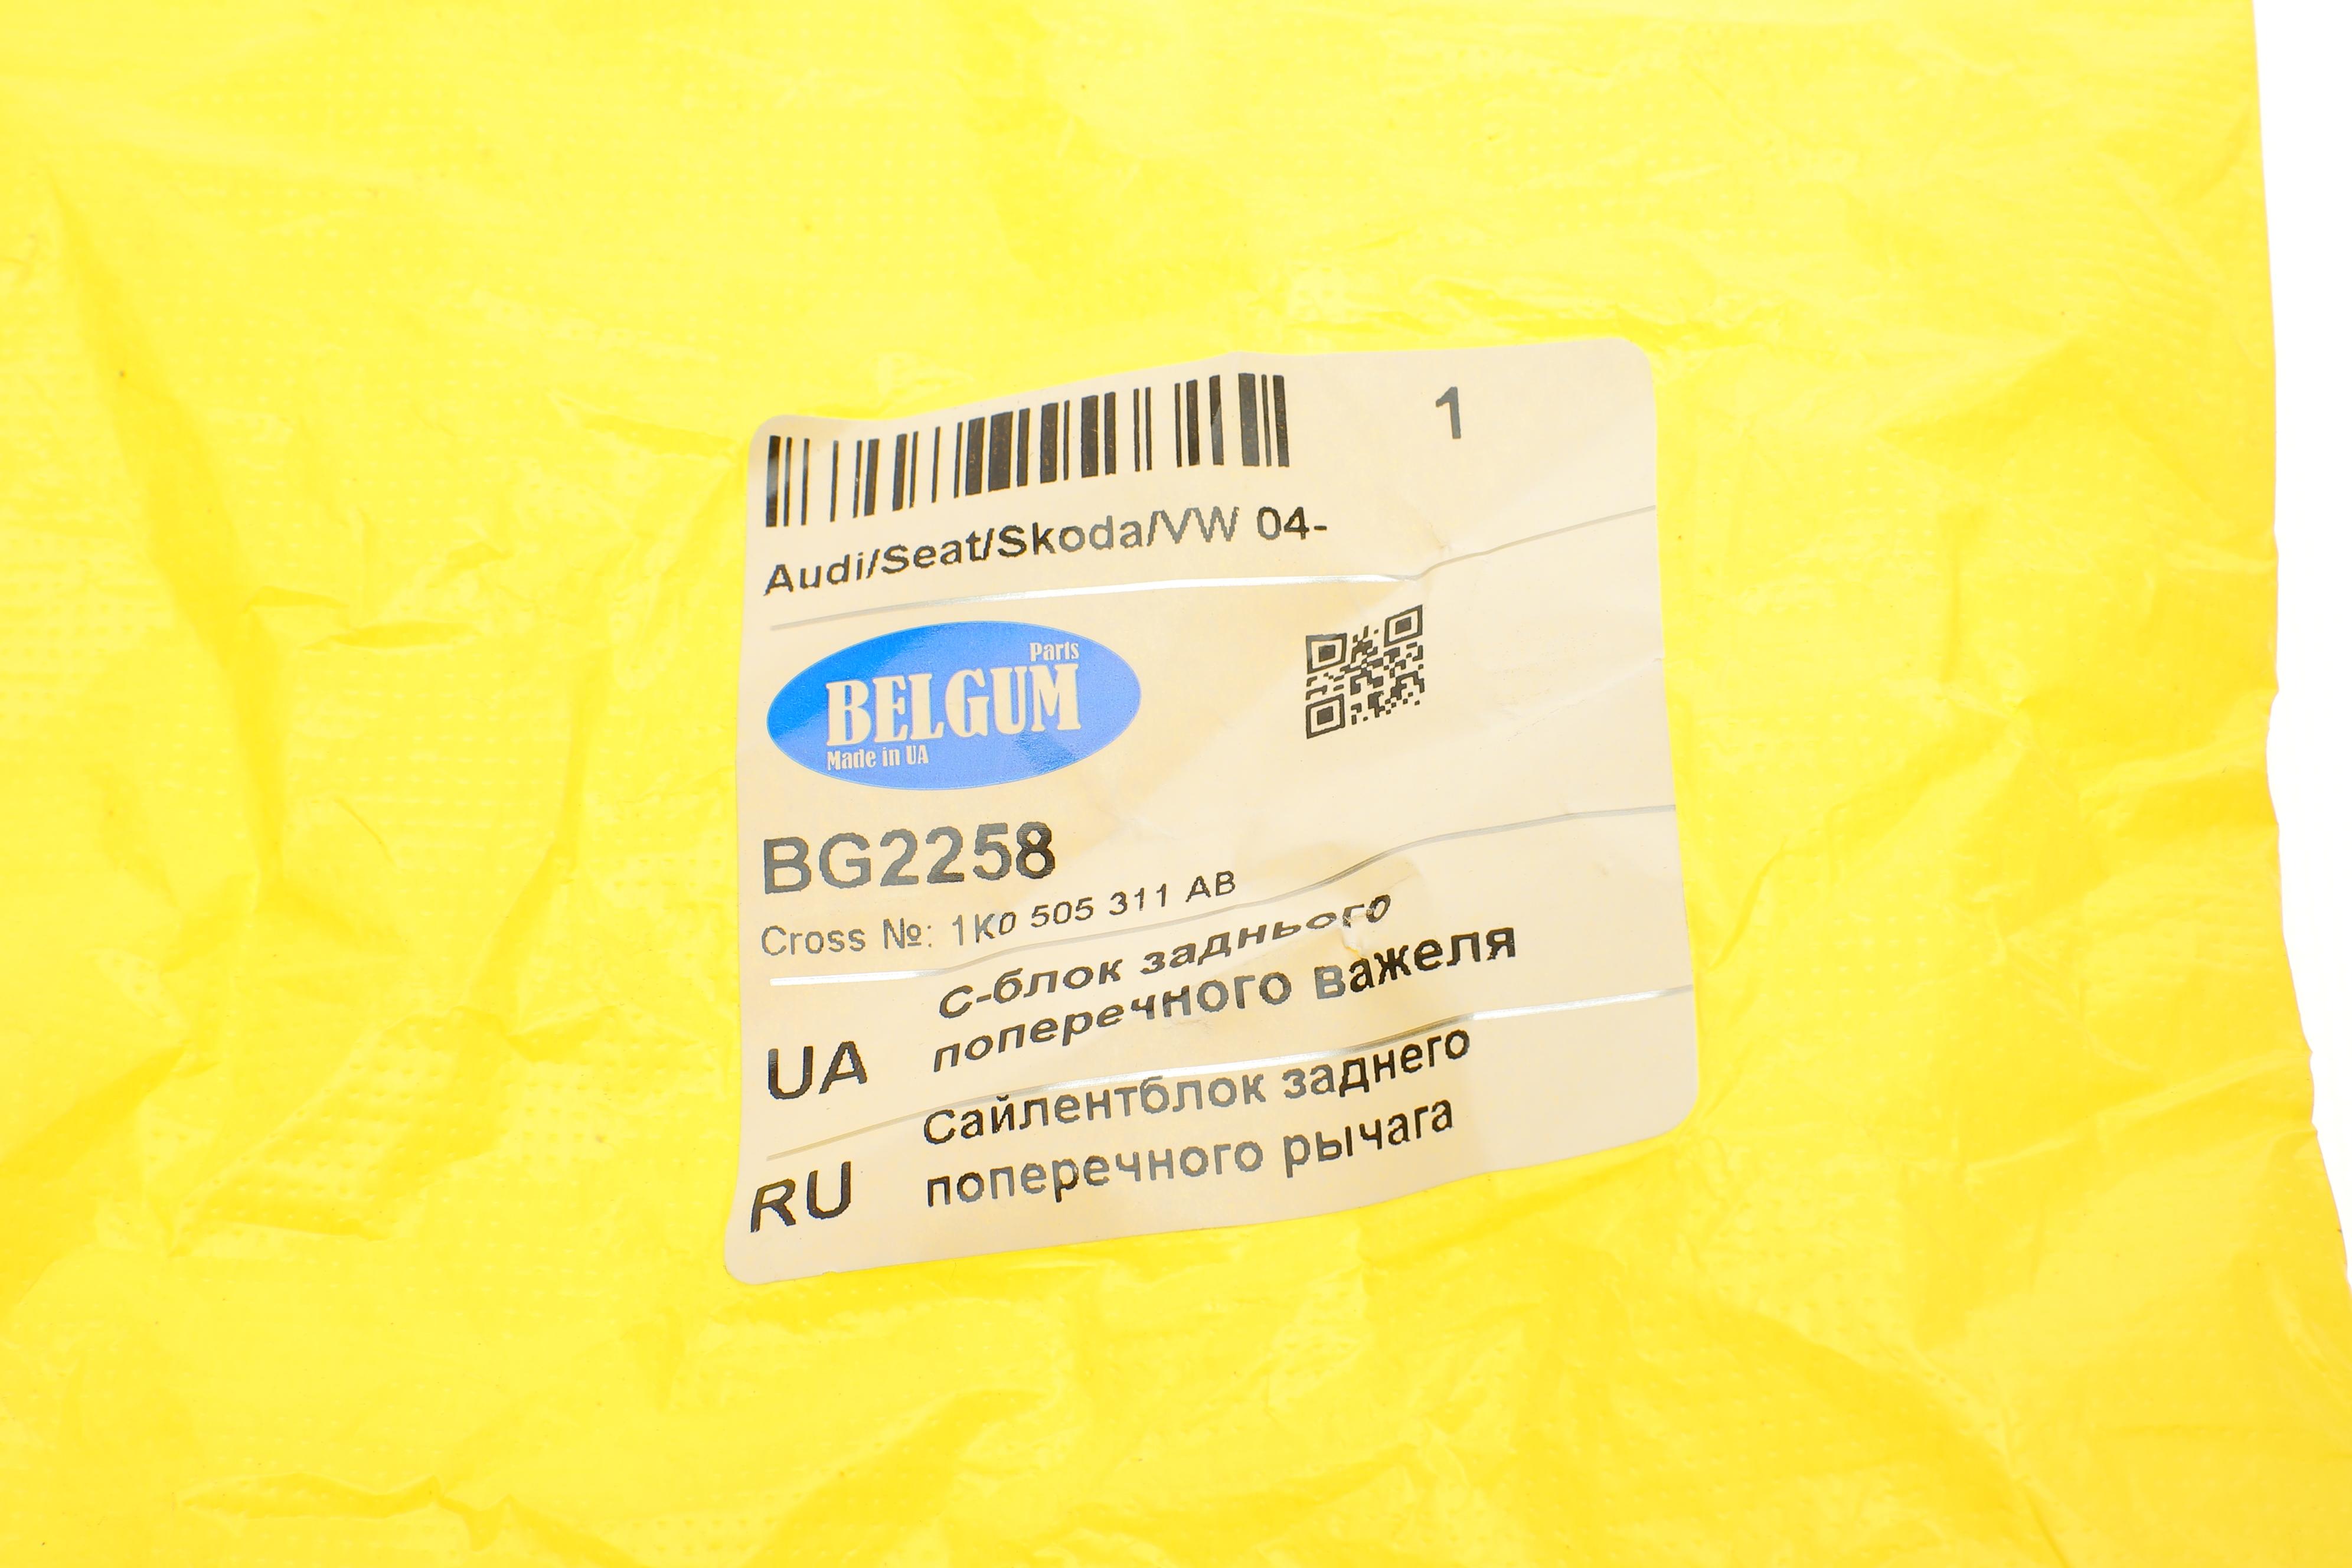 1
Audi/Seat/Skoda/VW 04-
Parts
BELGUM
Made in UA
BG2258
Cross №: 1K0 505 311 AB
UA
С-блок заднього
поперечного важеля
RU
Сайлентблок заднего
поперечного рычага